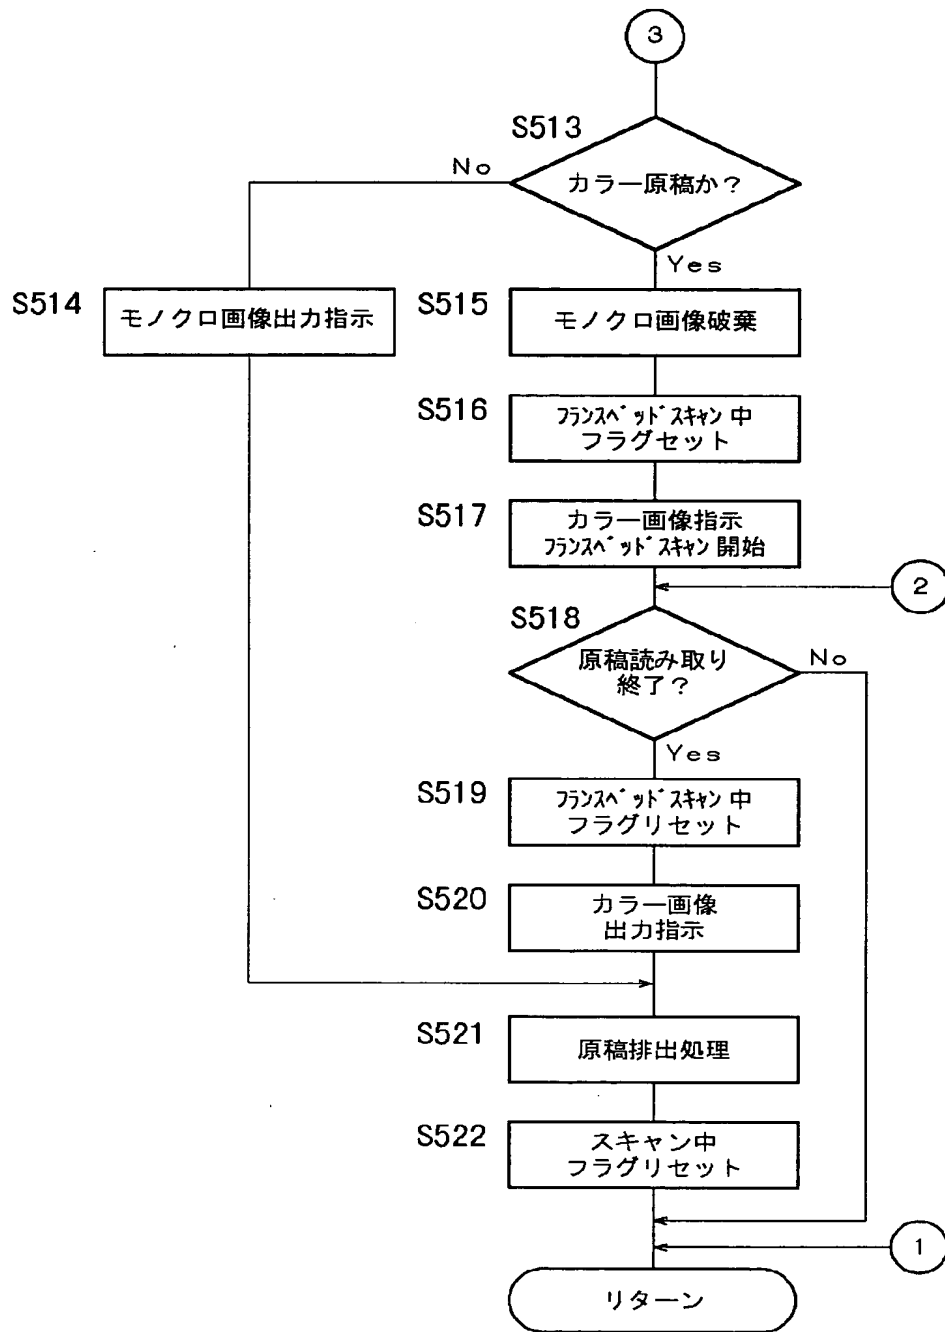 3
S513
カラー原稿か？
No
Yes
S514
モノクロ画像出力指示
S515
モノクロ画像破棄
S516
ﾌﾗﾝｽﾍﾞｯﾄﾞｽｷｬﾝ中
フラグセット
S517
カラー画像指示
ﾌﾗﾝｽﾍﾞｯﾄﾞｽｷｬﾝ開始
2
S518
原稿読み取り
終了？
No
Yes
S519
ﾌﾗﾝｽﾍﾞｯﾄﾞｽｷｬﾝ中
フラグリセット
S520
カラー画像
出力指示
S521
原稿排出処理
S522
スキャン中
フラグリセット
1
リターン